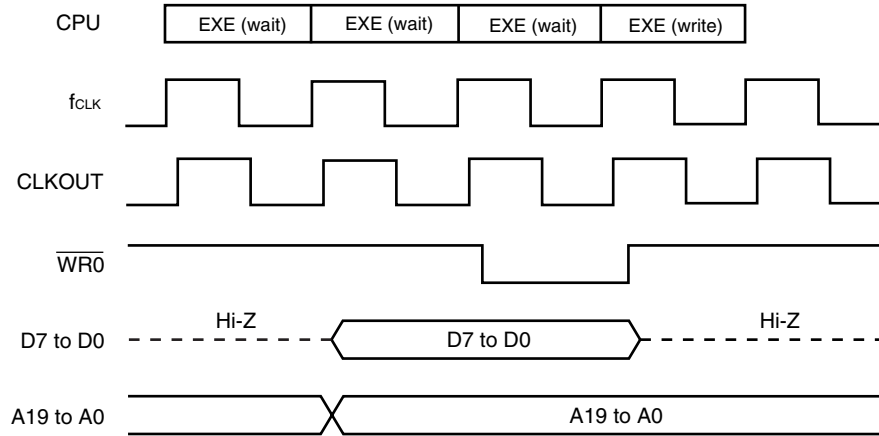 CPU EXE (wait) EXE (wait) EXE (wait) EXE (write)
fCLK
CLKOUT
WR0
Hi-Z Hi-Z
D7 to D0 D7 to D0
A19 to A0 A19 to A0